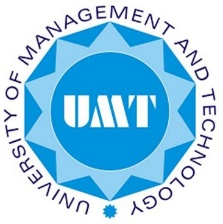 UNIVERSITY OF MANAGEMENT AND TECHNOLOGY
UMT